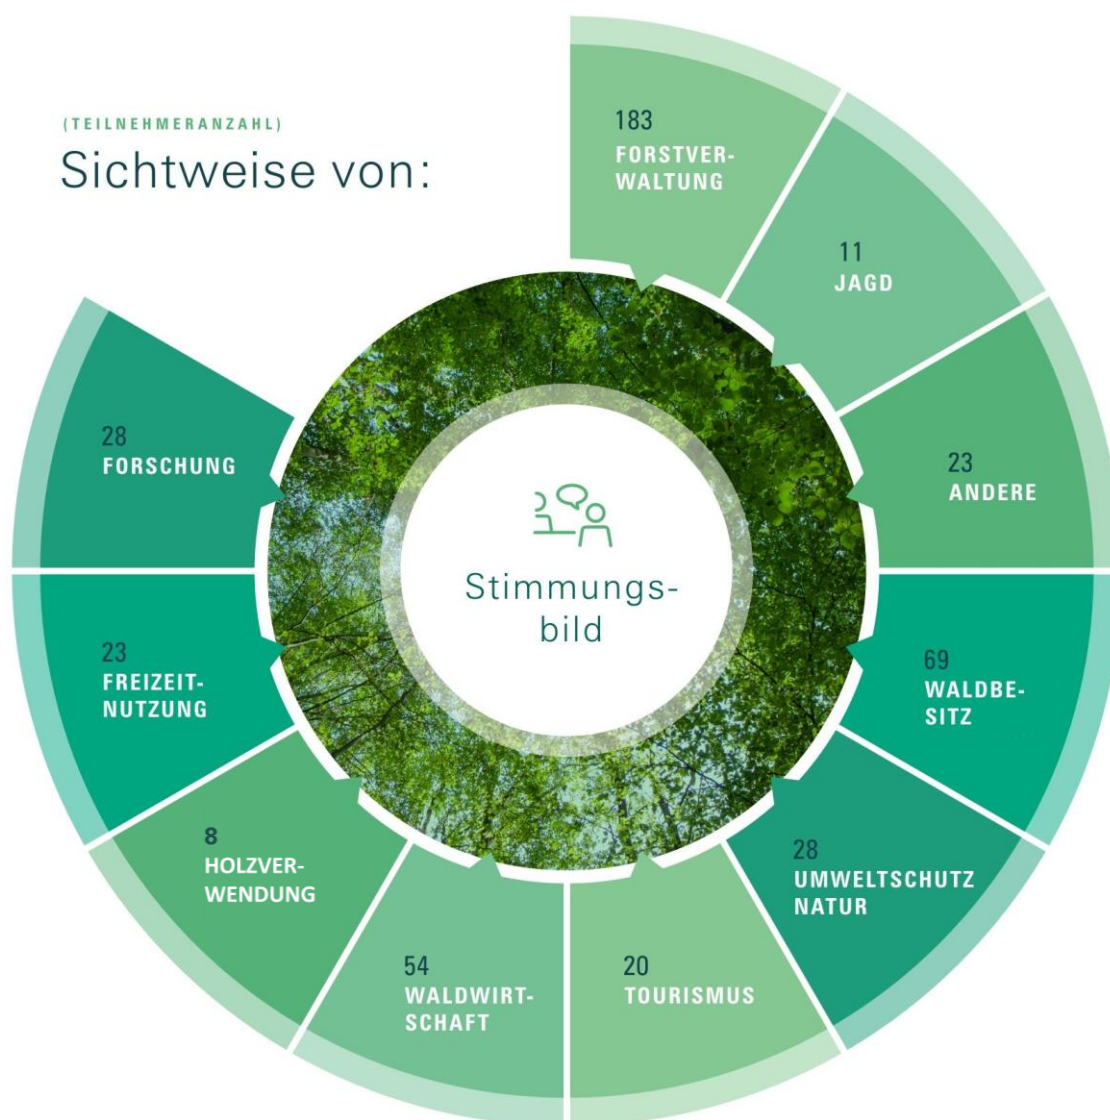 (TEILNEHMERANZAHL)
Sichtweise von:
183
FORSTVER-
WALTUNG
11
JAGD
23
ANDERE
69
WALDBE-
SITZ
28
UMWELTSCHUTZ
NATUR
20
TOURISMUS
54
WALDWIRT-
SCHAFT
8
HOLZVER-
WENDUNG
23
FREIZEIT-
NUTZUNG
28
FORSCHUNG
Stimmungs-
bild